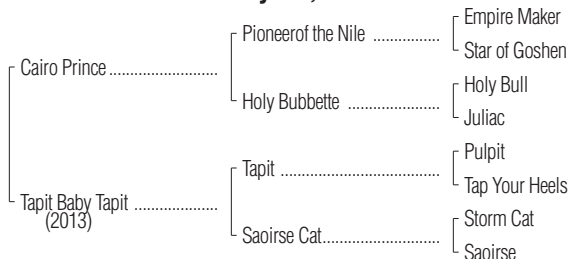 Empire Maker
Pioneerof the Nile ................
Star of Goshen
Cairo Prince ..........................
Holy Bull
Holy Bubbette ......................
Juliac
Pulpit
Tapit ......................................
Tap Your Heels
Tapit Baby Tapit ....................
(2013)
Storm Cat
Saoirse Cat............................
Saoirse